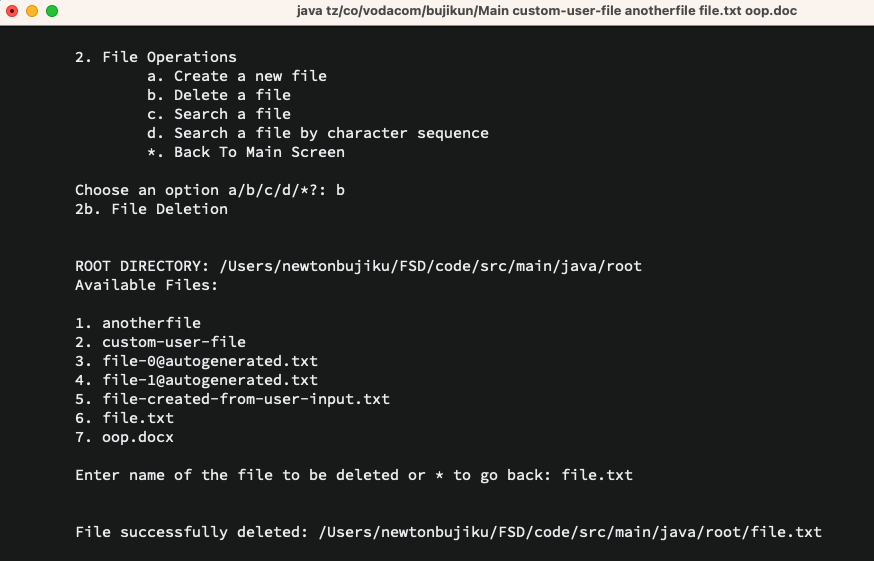 java tz/co/vodacom/bujikun/Main custom-user-file anotherfile file.txt oop.doc
2. File Operations
a. Create a new file
b. Delete a file
c. Search a file
d. Search a file by character sequence
*. Back To Main Screen
Choose an option a/b/c/d/*?: b
2b. File Deletion
ROOT DIRECTORY: /Users/newtonbujiku/FSD/code/src/main/java/root
Available Files:
1. anotherfile
2. custom-user-file
3. file-0@autogenerated.txt
4. file-1@autogenerated.txt
5. file-created-from-user-input.txt
6. file.txt
7. oop.docx
Enter name of the file to be deleted or * to go back: file.txt
File successfully deleted: /Users/newtonbujiku/FSD/code/src/main/java/root/file.txt